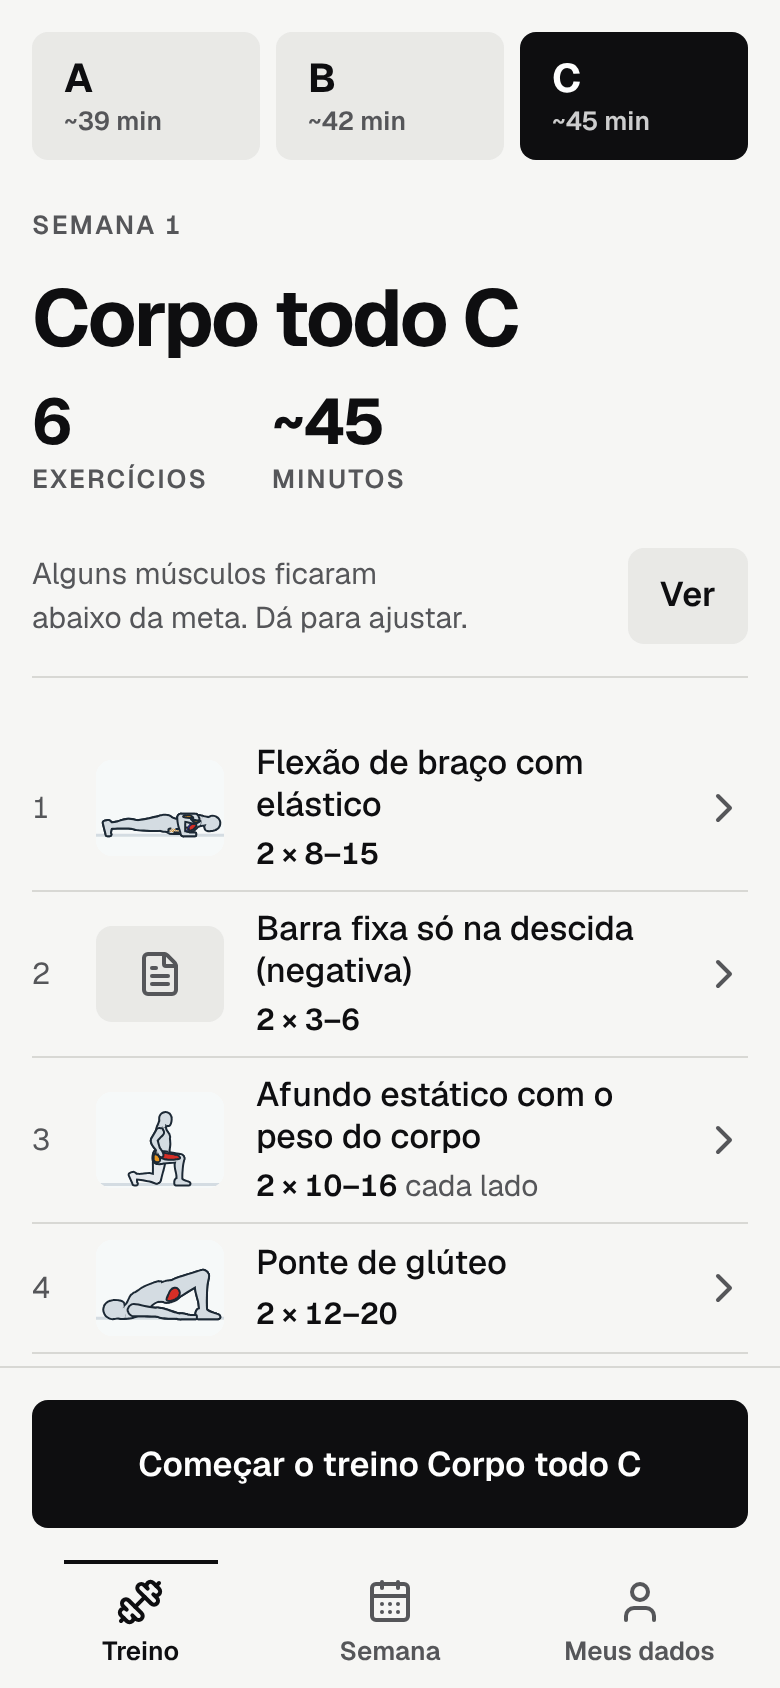 A
~39 min
B
~42 min
C
~45 min
SEMANA 1
Corpo todo C
6
EXERCÍCIOS
~45
MINUTOS
Alguns músculos ficaram
abaixo da meta. Dá para ajustar.
Ver
1
Flexão de braço com
elástico
2 × 8–15
2
Barra fixa só na descida
(negativa)
2 × 3–6
3
Afundo estático com o
peso do corpo
2 × 10–16 cada lado
4
Ponte de glúteo
2 × 12–20
Começar o treino Corpo todo C
Treino
Semana
Meus dados